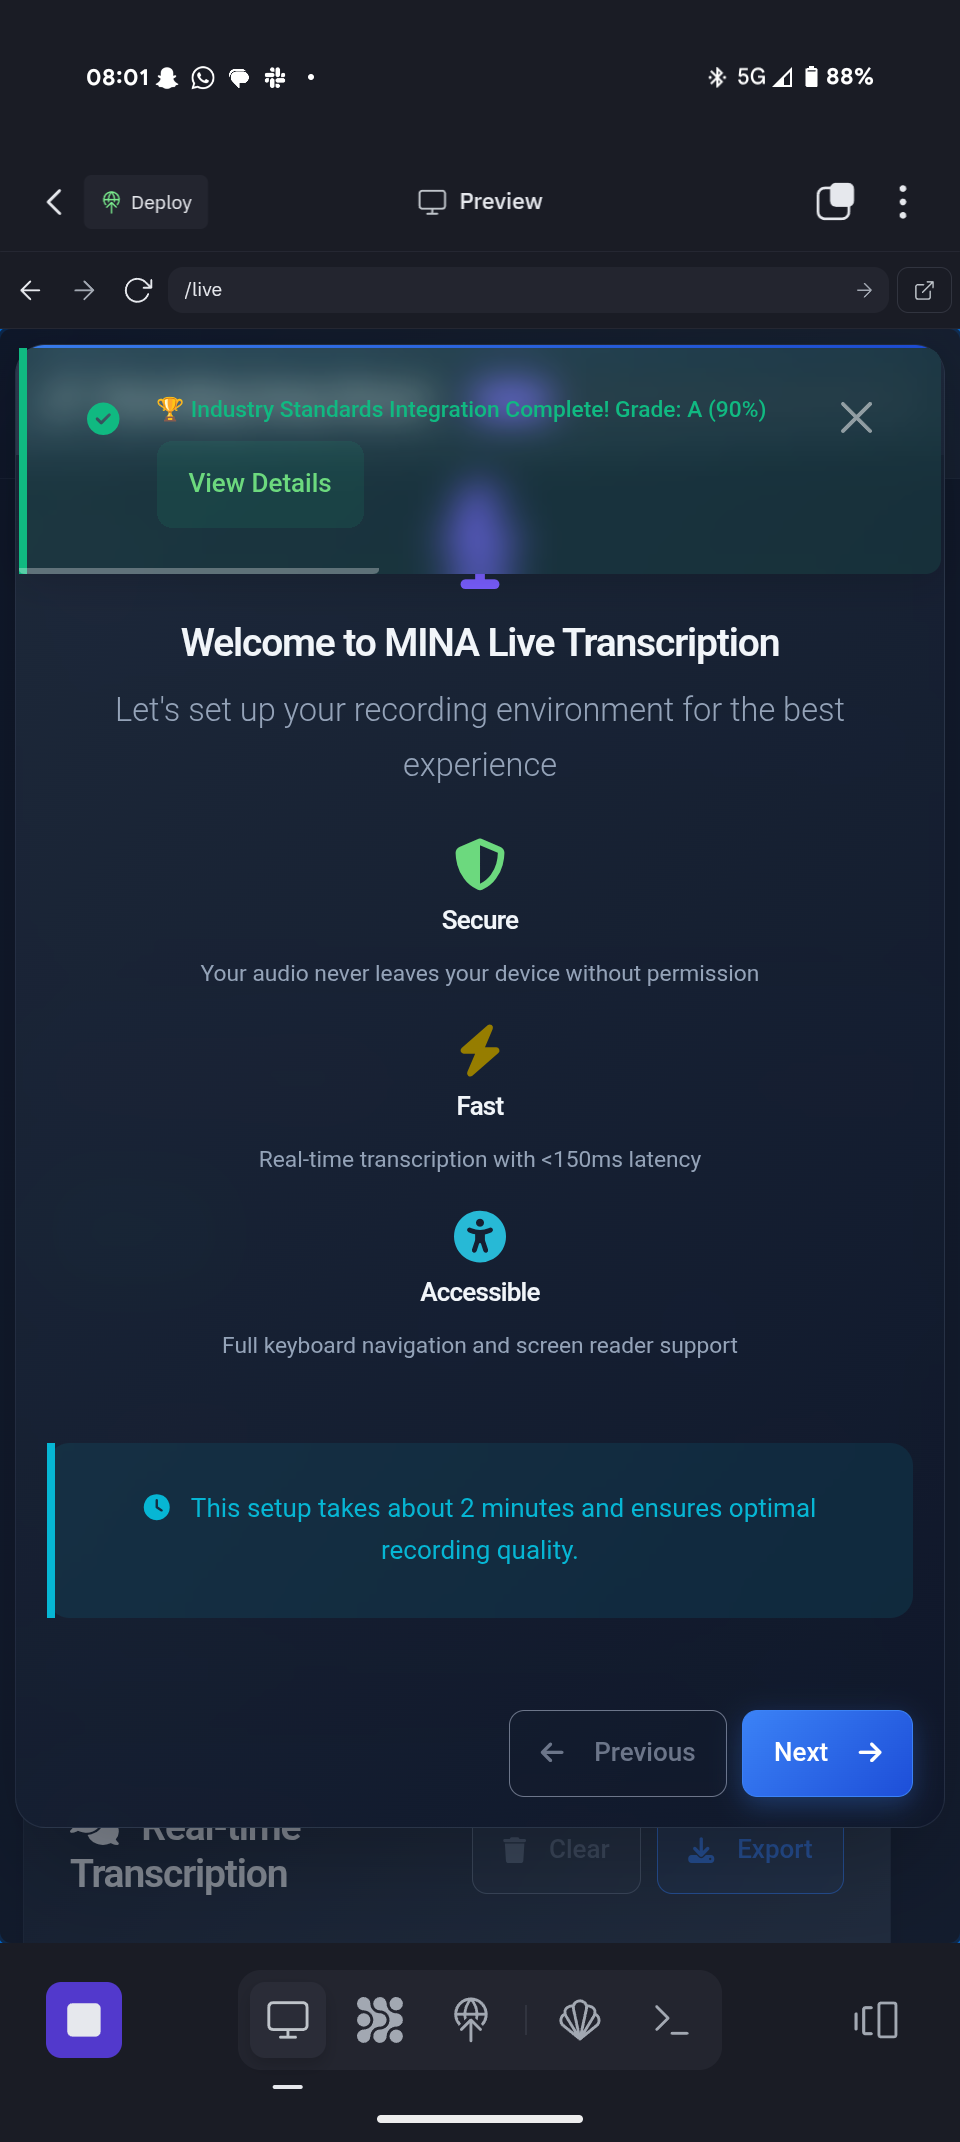 08:01
5G 88%
Deploy
Preview
/live
🏆 Industry Standards Integration Complete! Grade: A (90%)
View Details
Welcome to MINA Live Transcription
Let's set up your recording environment for the best
experience
Secure
Your audio never leaves your device without permission
Fast
Real-time transcription with <150ms latency
Accessible
Full keyboard navigation and screen reader support
This setup takes about 2 minutes and ensures optimal
recording quality.
Previous
Next
Real-time
Transcription
Clear
Export